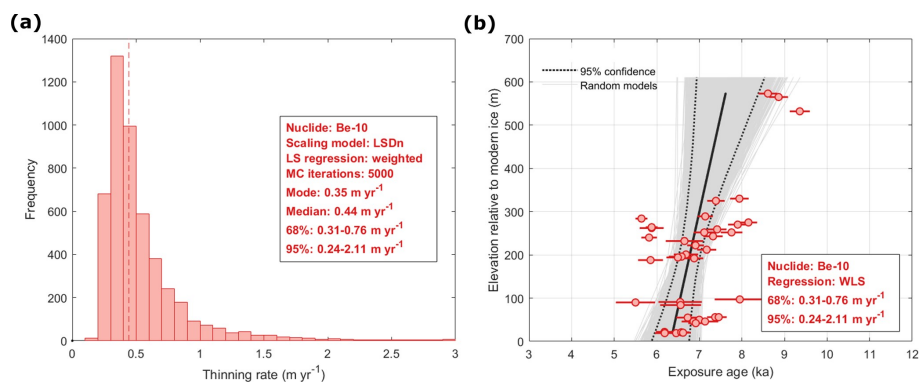 (a)
1400
1200
1000
800
600
400
200
0
Frequency
0
0.5
1
1.5
2
2.5
3
Thinning rate (m yr-1)
Nuclide: Be-10
Scaling model: LSDn
LS regression: weighted
MC iterations: 5000
Mode: 0.35 m yr-1
Median: 0.44 m yr-1
68%: 0.31-0.76 m yr-1
95%: 0.24-2.11 m yr-1
(b)
700
600
500
400
300
200
100
0
Elevation relative to modern ice (m)
3
4
5
6
7
8
9
10
11
12
Exposure age (ka)
95% confidence
Random models
Nuclide: Be-10
Regression: WLS
68%: 0.31-0.76 m yr-1
95%: 0.24-2.11 m yr-1